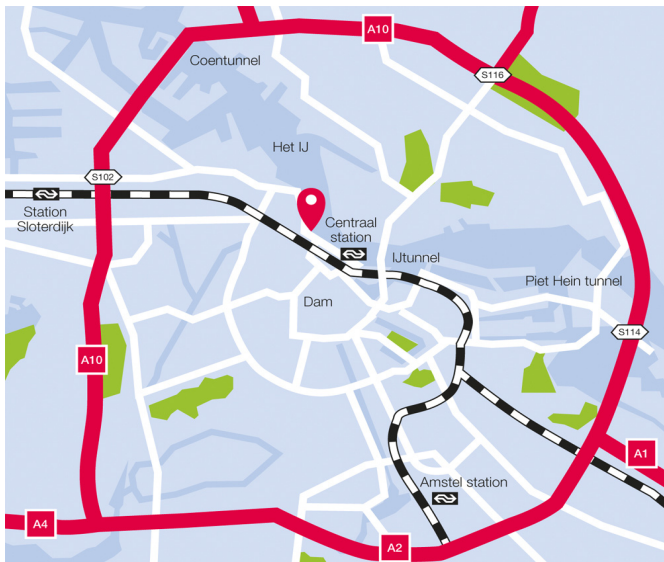 A10
Coentunnel
S116
Het IJ
S102
Station
Sloterdijk
Centraal
station
IJtunnel
Piet Hein tunnel
Dam
S114
A10
A1
Amstel station
A4
A2